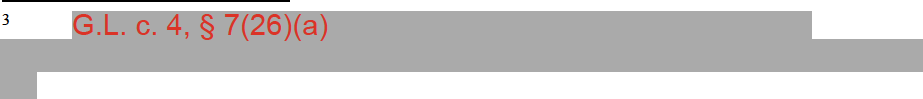 3 G.L. c. 4, § 7(26)(a)